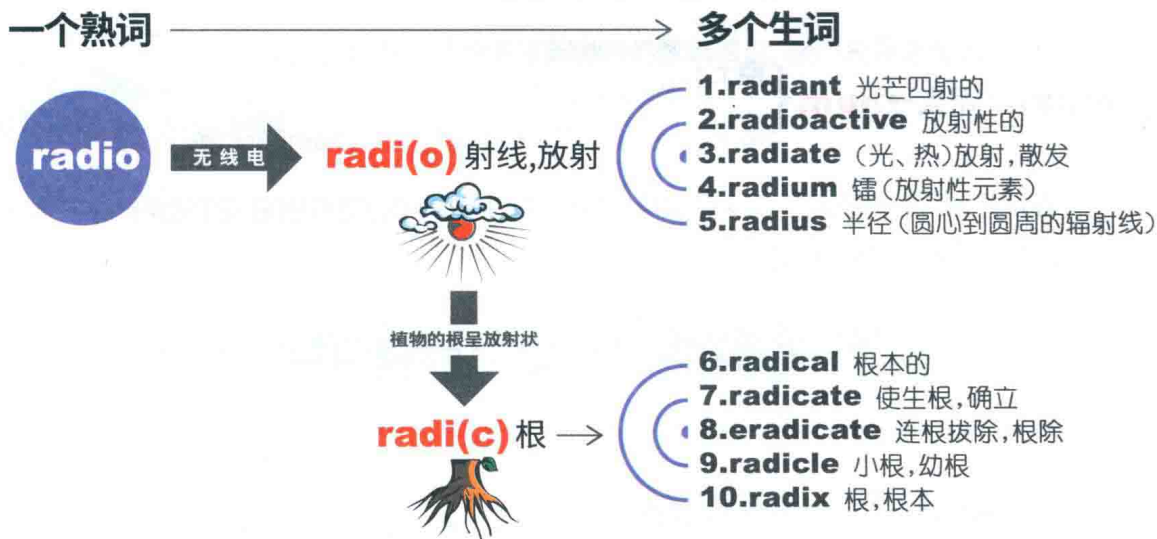 一个熟词
多个生词
radio
无线电
radi(o) 射线,放射
1.radiant 光芒四射的
2.radioactive 放射性的
3.radiate (光、热)放射,散发
4.radium 镭(放射性元素)
5.radius 半径(圆心到圆周的辐射线)
植物的根呈放射状
radi(c) 根
6.radical 根本的
7.radicate 使生根,确立
8.eradicate 连根拔除,根除
9.radicle 小根,幼根
10.radix 根,根本